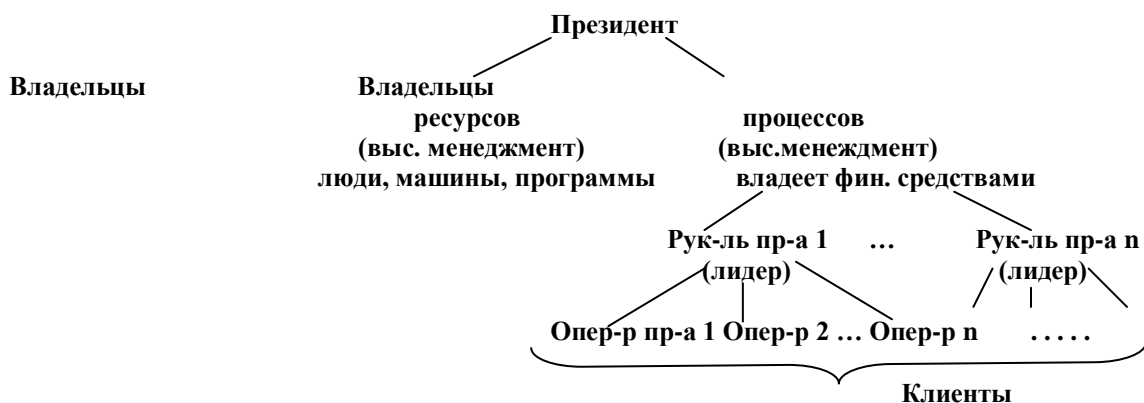 Президент
Владельцы Владельцы
ресурсов процессов
(выс. менеджмент) (выс.менеждмент)
люди, машины, программы владеет фин. средствами
Рук-ль пр-а 1 … Рук-ль пр-а n
(лидер) (лидер)
Опер-р пр-а 1 Опер-р 2 … Опер-р n . . . . .
Клиенты